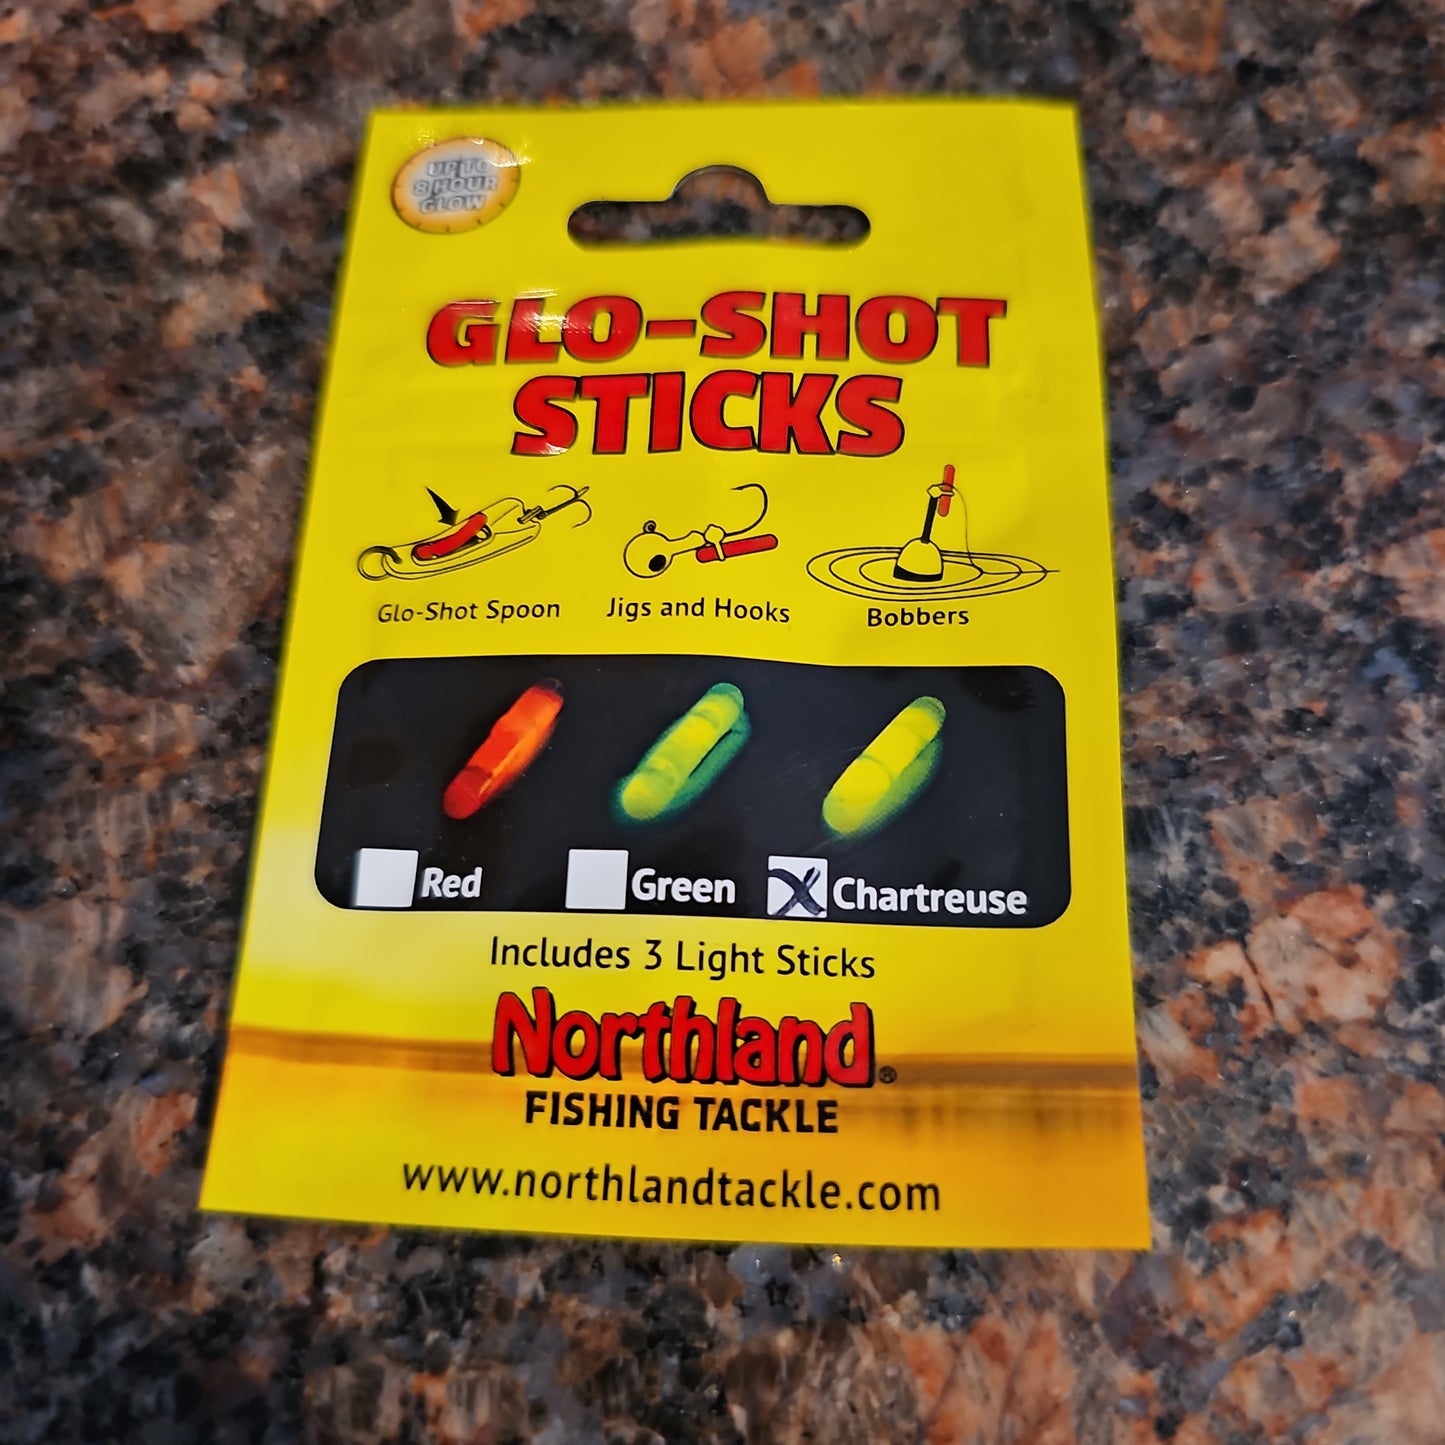 UP TO
8 HOUR
GLOW
GLO-SHOT
STICKS
Glo-Shot Spoon
Jigs and Hooks
Bobbers
Red
Green
Chartreuse
Includes 3 Light Sticks
Northland®
FISHING TACKLE
www.northlandtackle.com